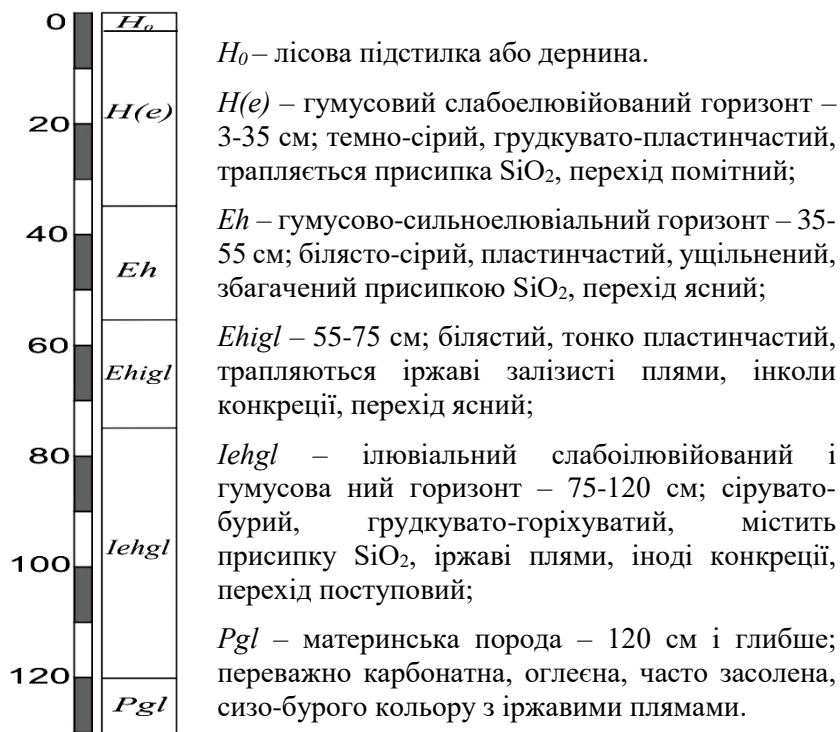 0
20
40
60
80
100
120
H₀
H(e)
Eh
Ehigl
Iehgl
Pgl
H₀ – лісова підстилка або дернина.
H(e) – гумусовий слабоелювійований горизонт –
3-35 см; темно-сірий, грудкувато-пластинчастий,
трапляється присипка SiO₂, перехід помітний;
Eh – гумусово-сильноелювіальний горизонт – 35-
55 см; білясто-сірий, пластинчастий, ущільнений,
збагачений присипкою SiO₂, перехід ясний;
Ehigl – 55-75 см; білястий, тонко пластинчастий,
трапляються іржаві залізисті плями, інколи
конкреції, перехід ясний;
Iehgl – ілювіальний слабоілювійований і
гумусова ний горизонт – 75-120 см; сірувато-
бурий, грудкувато-горіхуватий, містить
присипку SiO₂, іржаві плями, іноді конкреції,
перехід поступовий;
Pgl – материнська порода – 120 см і глибше;
переважно карбонатна, оглеєна, часто засолена,
сизо-бурого кольору з іржавими плямами.